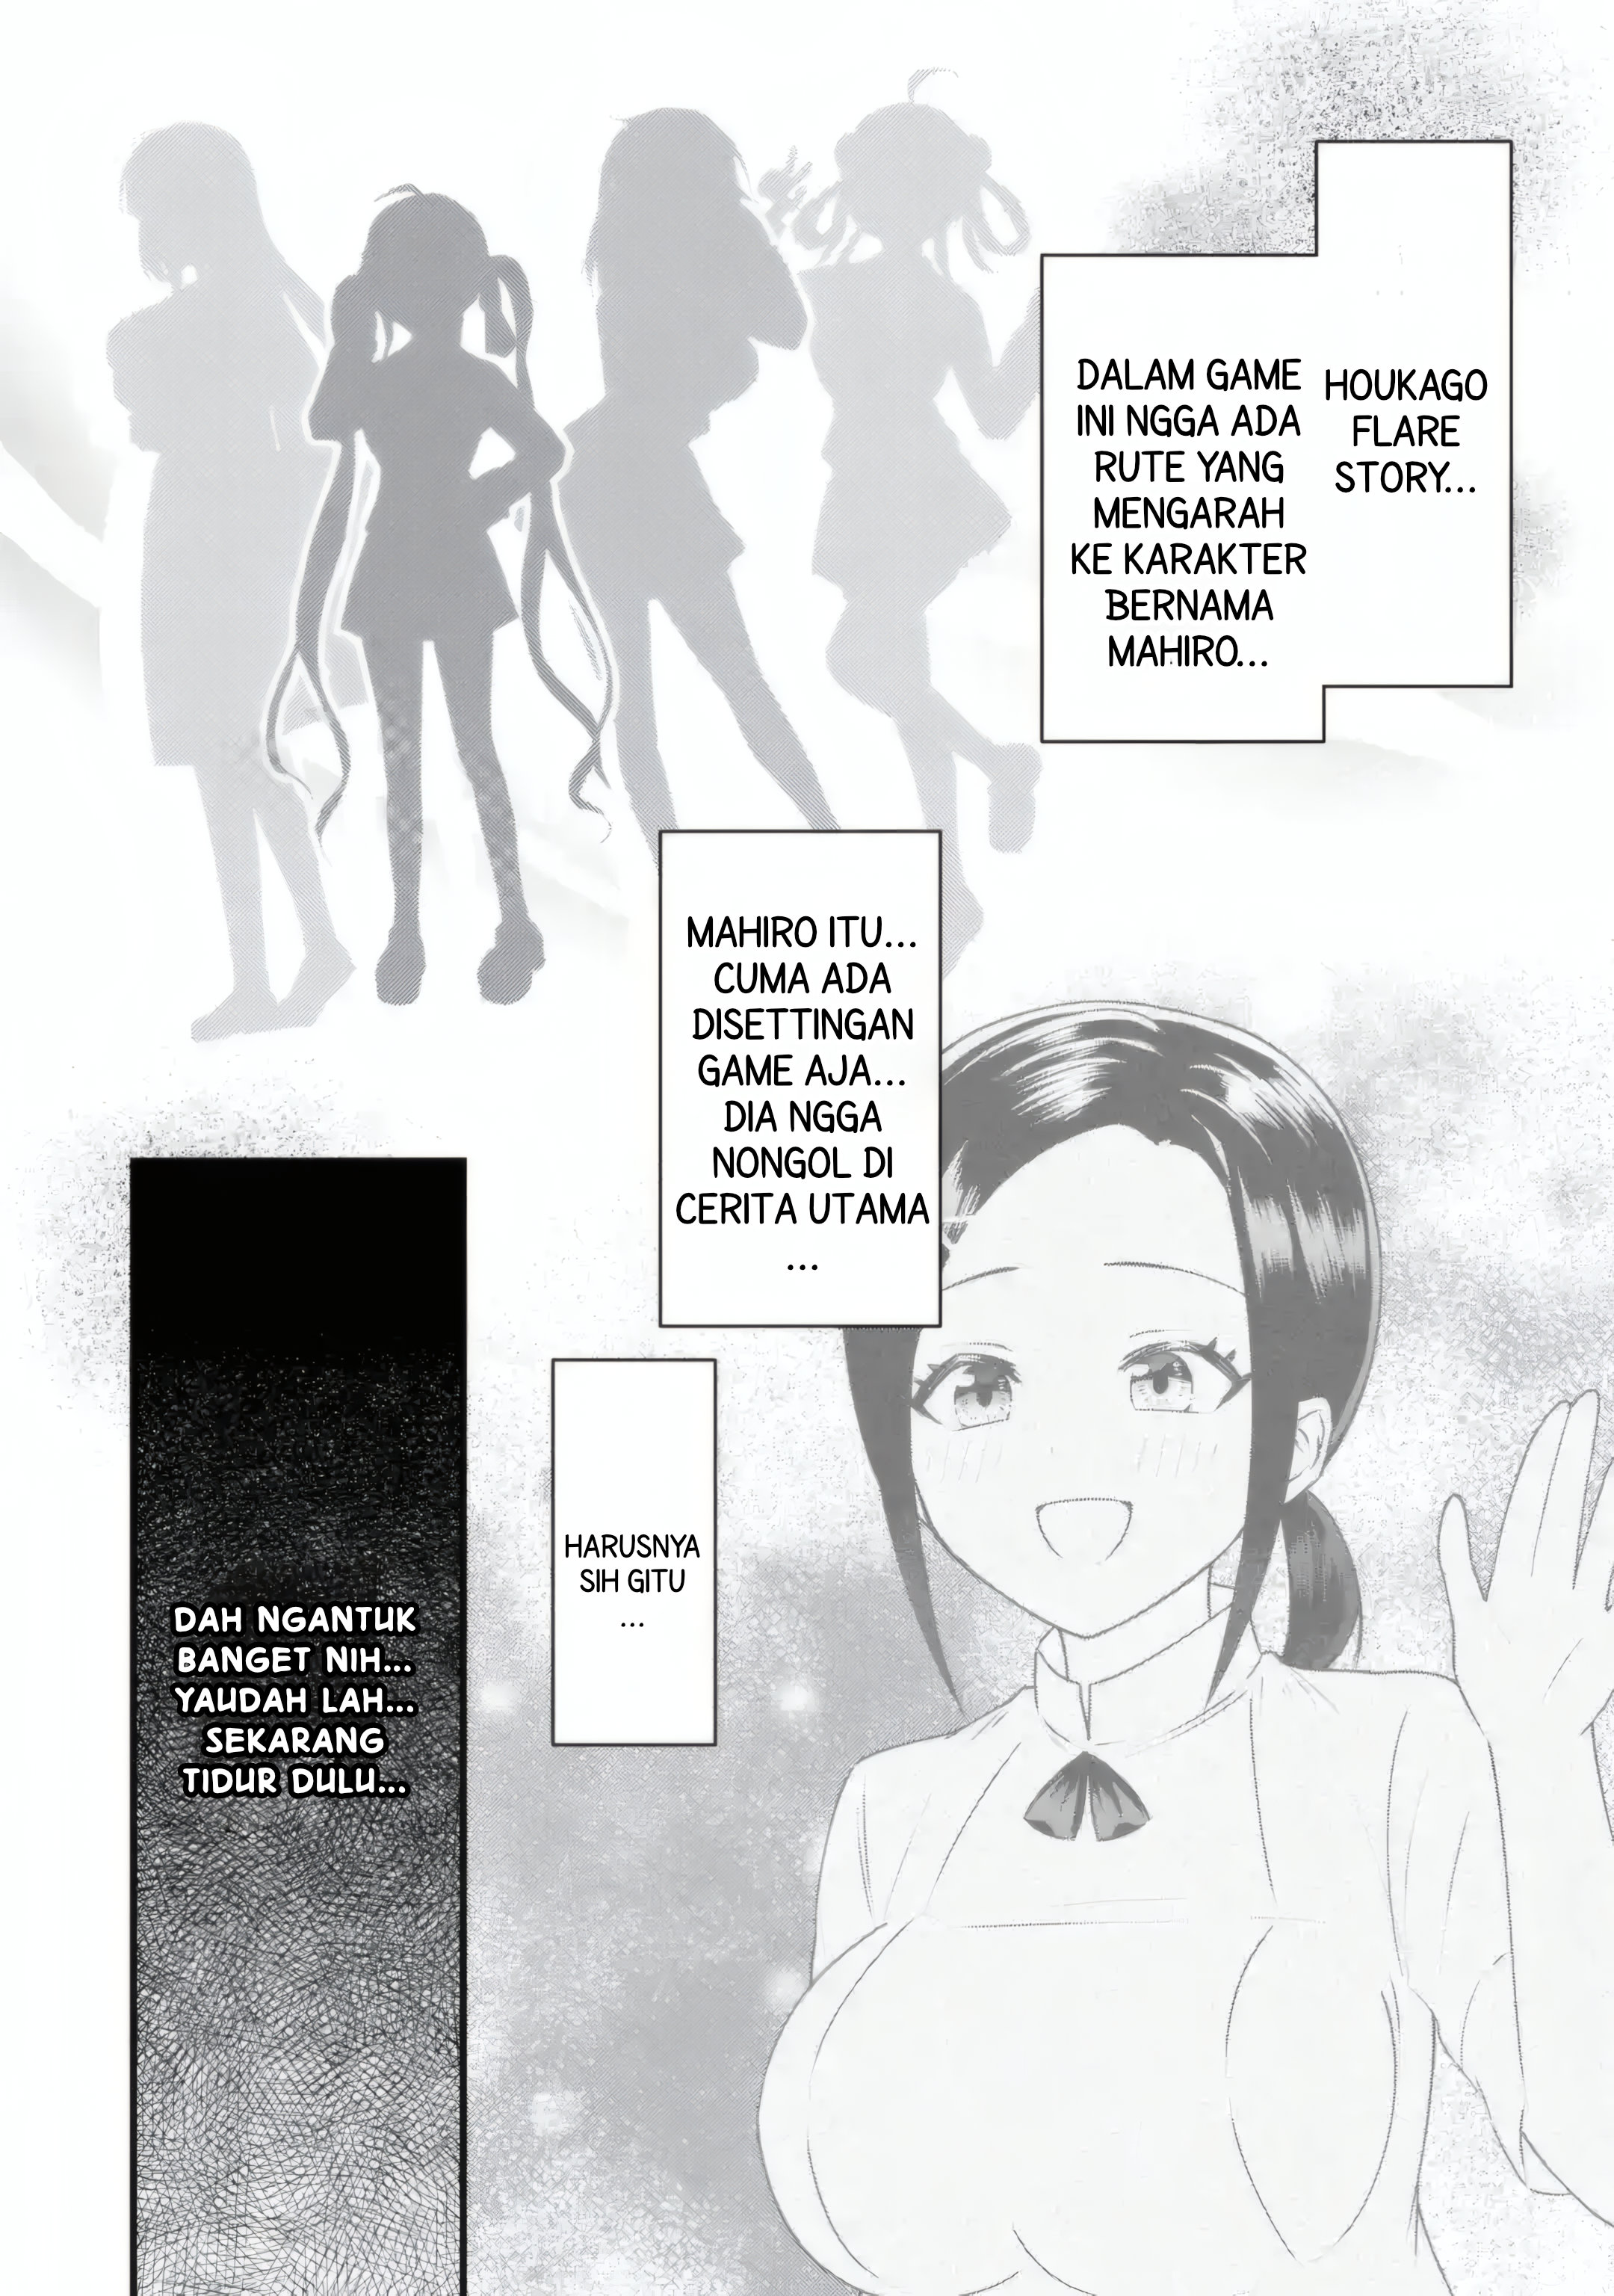 HOUKAGO
FLARE
STORY...
DALAM GAME
INI NGGA ADA
RUTE YANG
MENGARAH
KE KARAKTER
BERNAMA
MAHIRO...
MAHIRO ITU...
CUMA ADA
DISETTINGAN
GAME AJA...
DIA NGGA
NONGOL DI
CERITA UTAMA
...
HARUSNYA
SIH GITU
...
DAH NGANTUK
BANGET NIH...
YAUDAH LAH...
SEKARANG
TIDUR DULU...